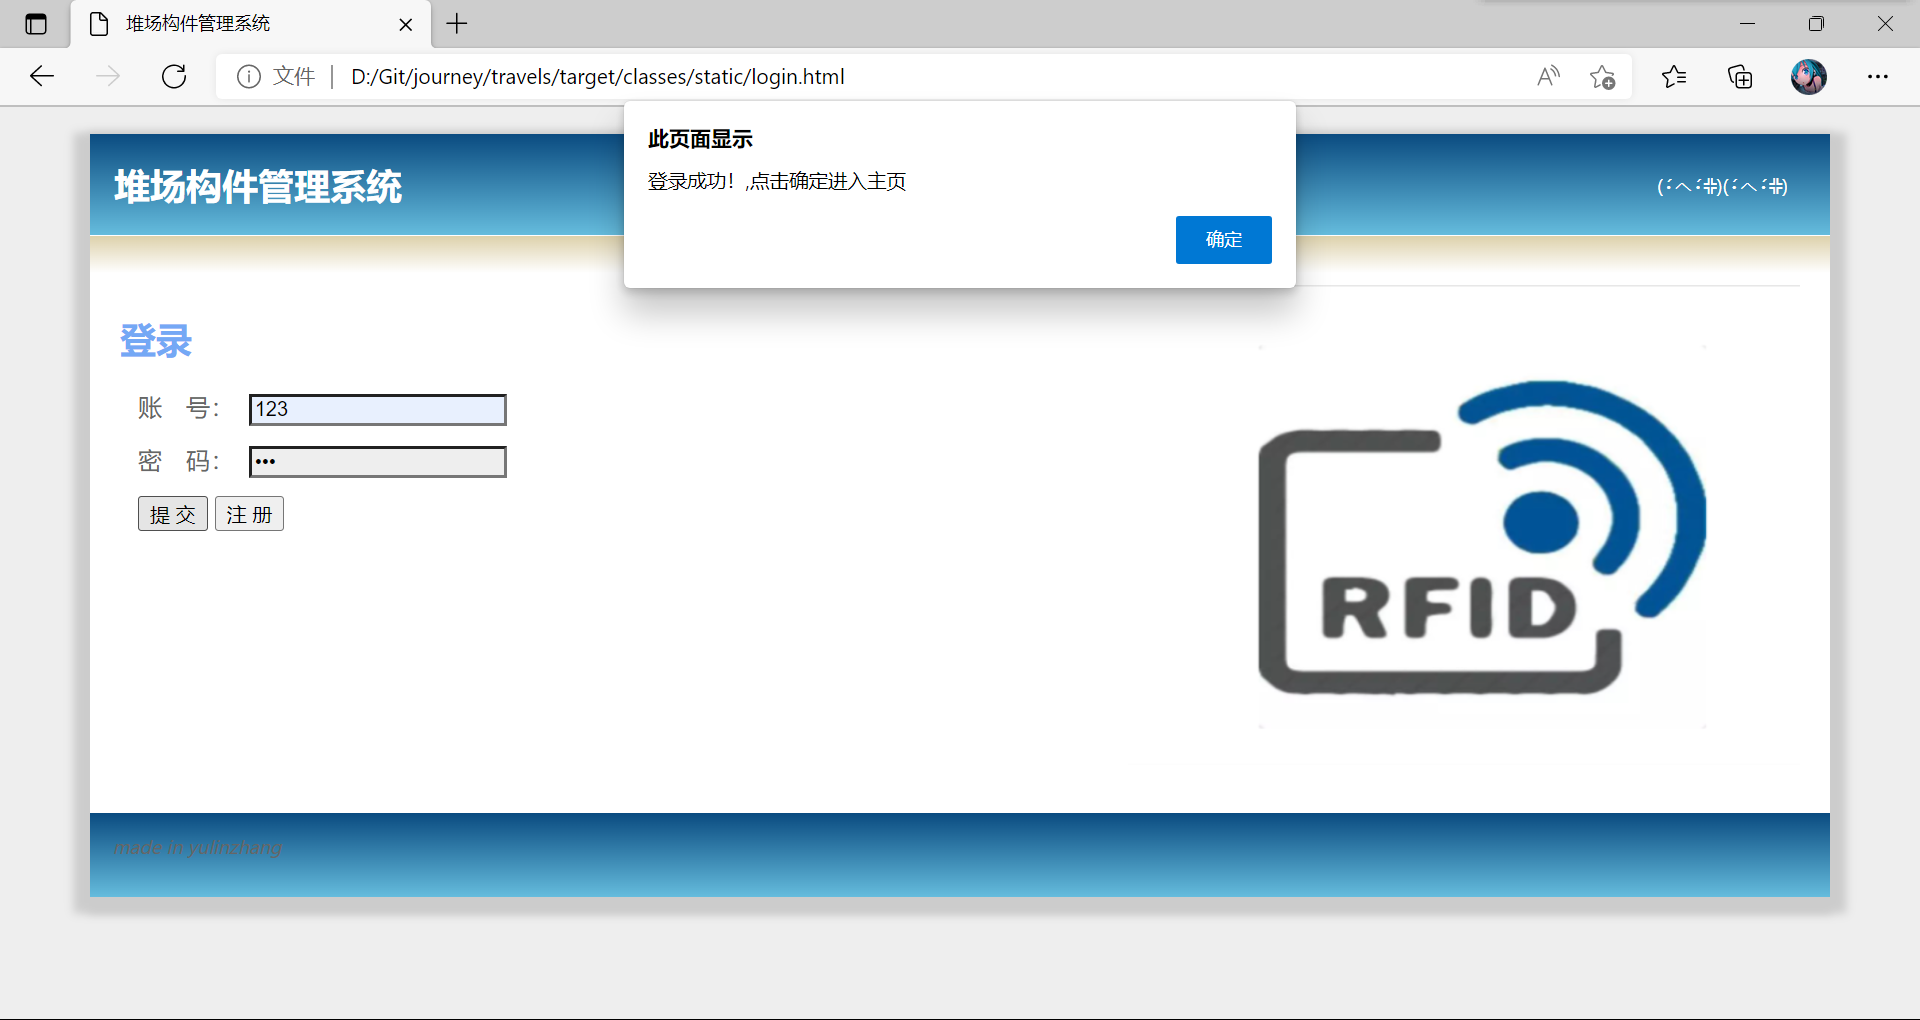 堆场构件管理系统
文件 D:/Git/journey/travels/target/classes/static/login.html
此页面显示
登录成功！,点击确定进入主页
确定
堆场构件管理系统
登录
账 号： 123
密 码： •••
提 交 注 册
RFID
made in yulinzhang